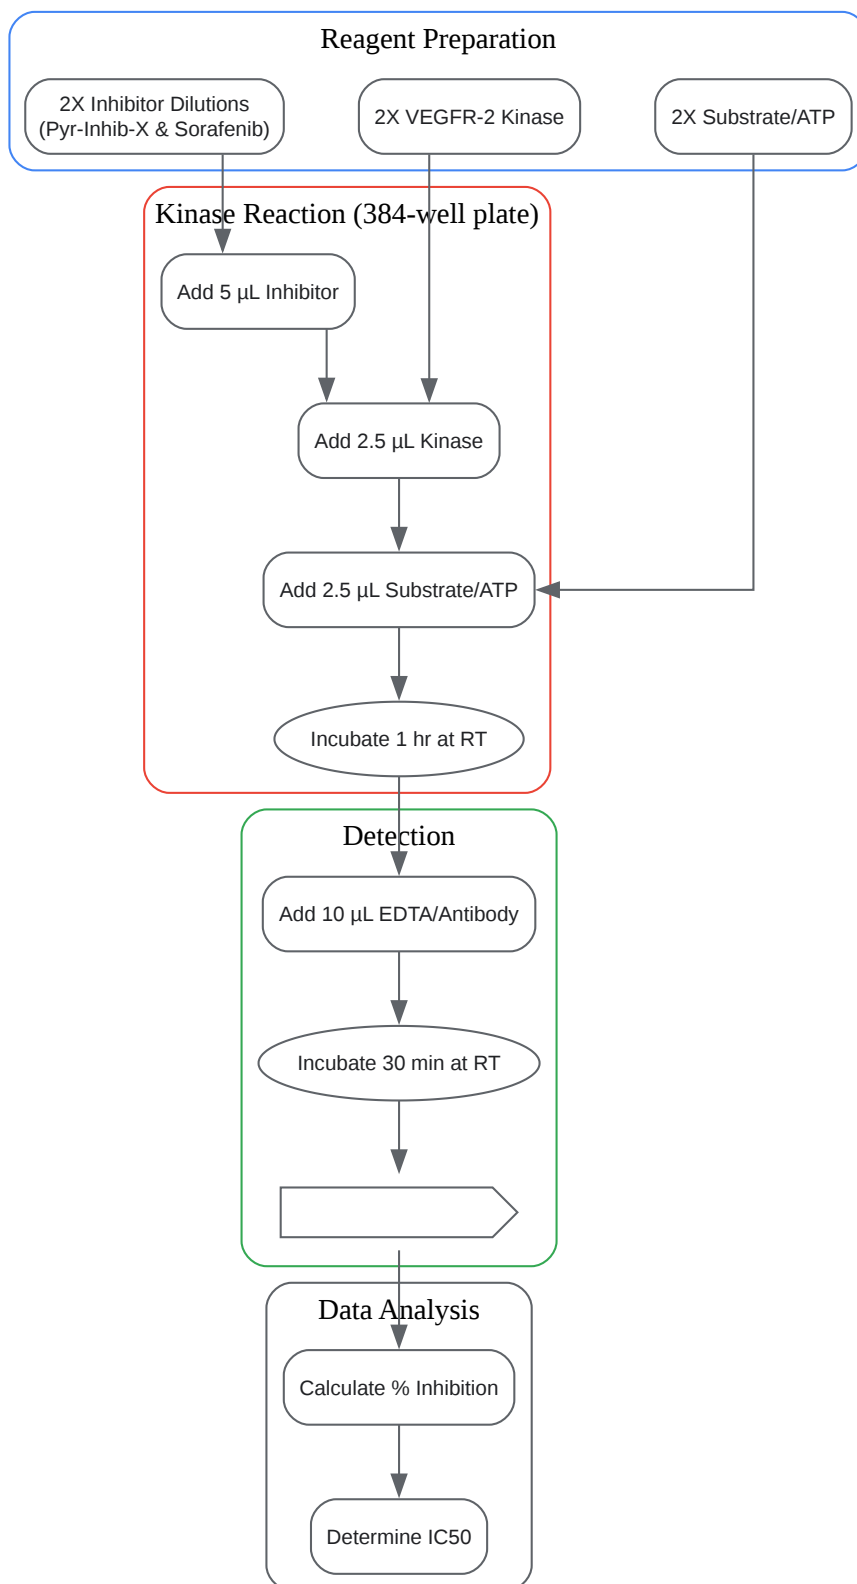 Reagent Preparation
2X Inhibitor Dilutions
(Pyr-Inhib-X & Sorafenib)
2X VEGFR-2 Kinase
2X Substrate/ATP
Kinase Reaction (384-well plate)
Add 5 µL Inhibitor
Add 2.5 µL Kinase
Add 2.5 µL Substrate/ATP
Incubate 1 hr at RT
Detection
Add 10 µL EDTA/Antibody
Incubate 30 min at RT
Data Analysis
Calculate % Inhibition
Determine IC50